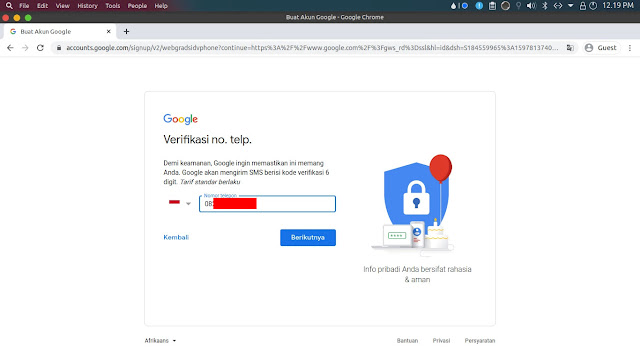 File Edit View History Tools People Help
12.19 PM
Buat Akun Google - Google Chrome
Buat Akun Google
accounts.google.com/signup/v2/webgradsidvphone?continue=https%3A%2F%2Fwww.google.com%2F%3Fgws_rd%3Dssl&hl=id&dsh=S184559965%3A1597813740...
Guest
Google
Verifikasi no. telp.
Demi keamanan, Google ingin memastikan ini memang
Anda. Google akan mengirim SMS berisi kode verifikasi 6
digit. Tarif standar berlaku
Nomor telepon
08
Kembali
Berikutnya
Info pribadi Anda bersifat rahasia
& aman
Afrikaans
Bantuan Privasi Persyaratan